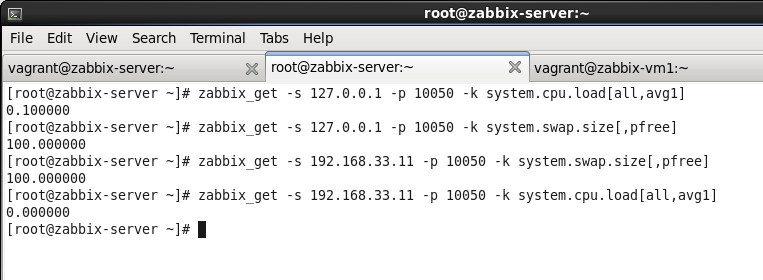 root@zabbix-server:~
File Edit View Search Terminal Tabs Help
vagrant@zabbix-server:~ root@zabbix-server:~ vagrant@zabbix-vm1:~
[root@zabbix-server ~]# zabbix_get -s 127.0.0.1 -p 10050 -k system.cpu.load[all,avg1]
0.100000
[root@zabbix-server ~]# zabbix_get -s 127.0.0.1 -p 10050 -k system.swap.size[,pfree]
100.000000
[root@zabbix-server ~]# zabbix_get -s 192.168.33.11 -p 10050 -k system.swap.size[,pfree]
100.000000
[root@zabbix-server ~]# zabbix_get -s 192.168.33.11 -p 10050 -k system.cpu.load[all,avg1]
0.000000
[root@zabbix-server ~]#